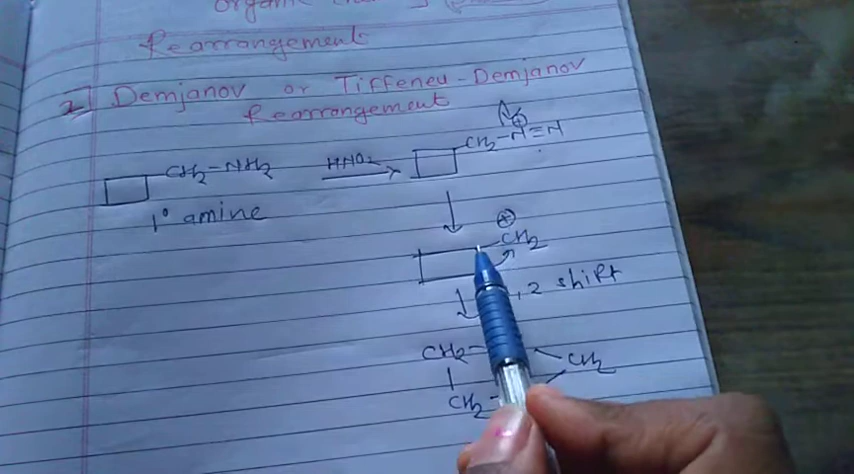 Rearrangement
2] Demjanov or Tiffeneu-Demjanov
Rearrangement
CH2-NH2
HNO2
CH2-N=N
1° amine
⊕
CH2
,2 shift
CH2
CH2
CH2